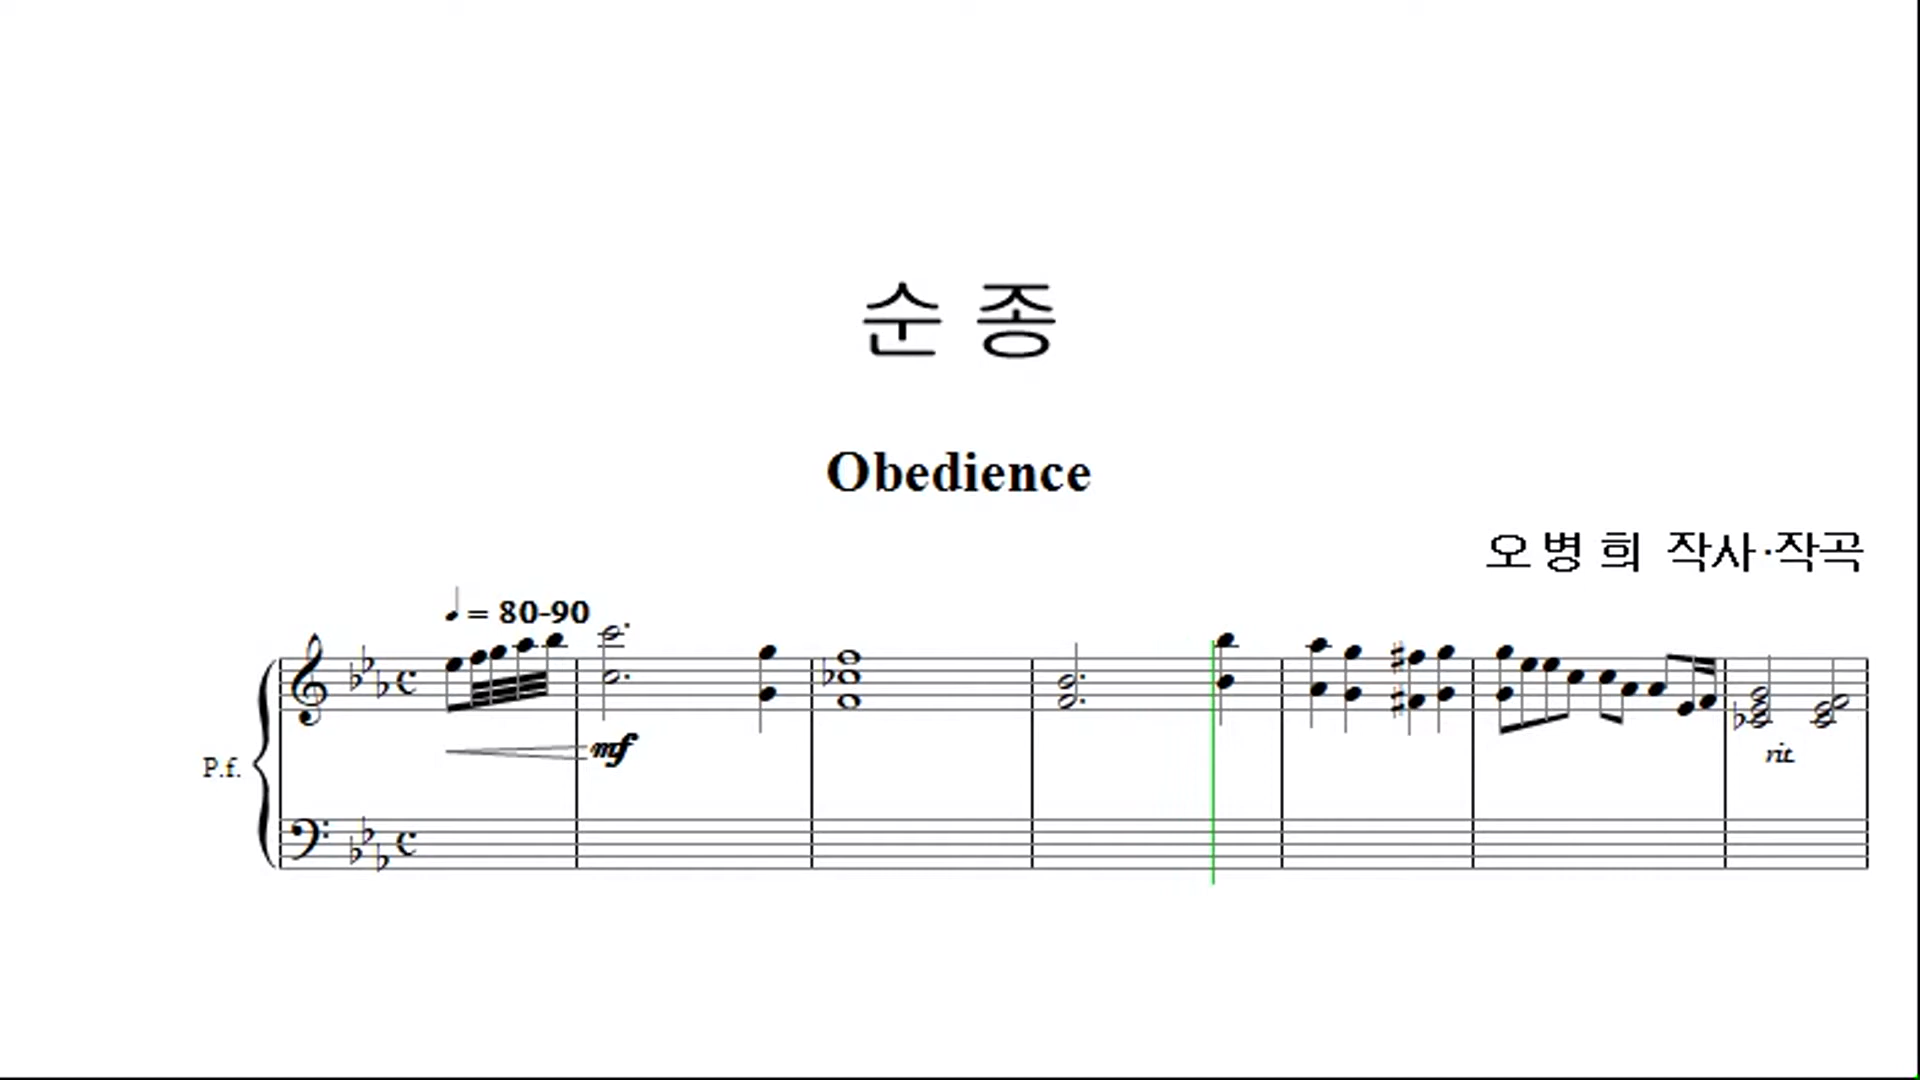 순 종
Obedience
오 병 희 작사·작곡
♩ = 80-90
mf
P.f.
rit.